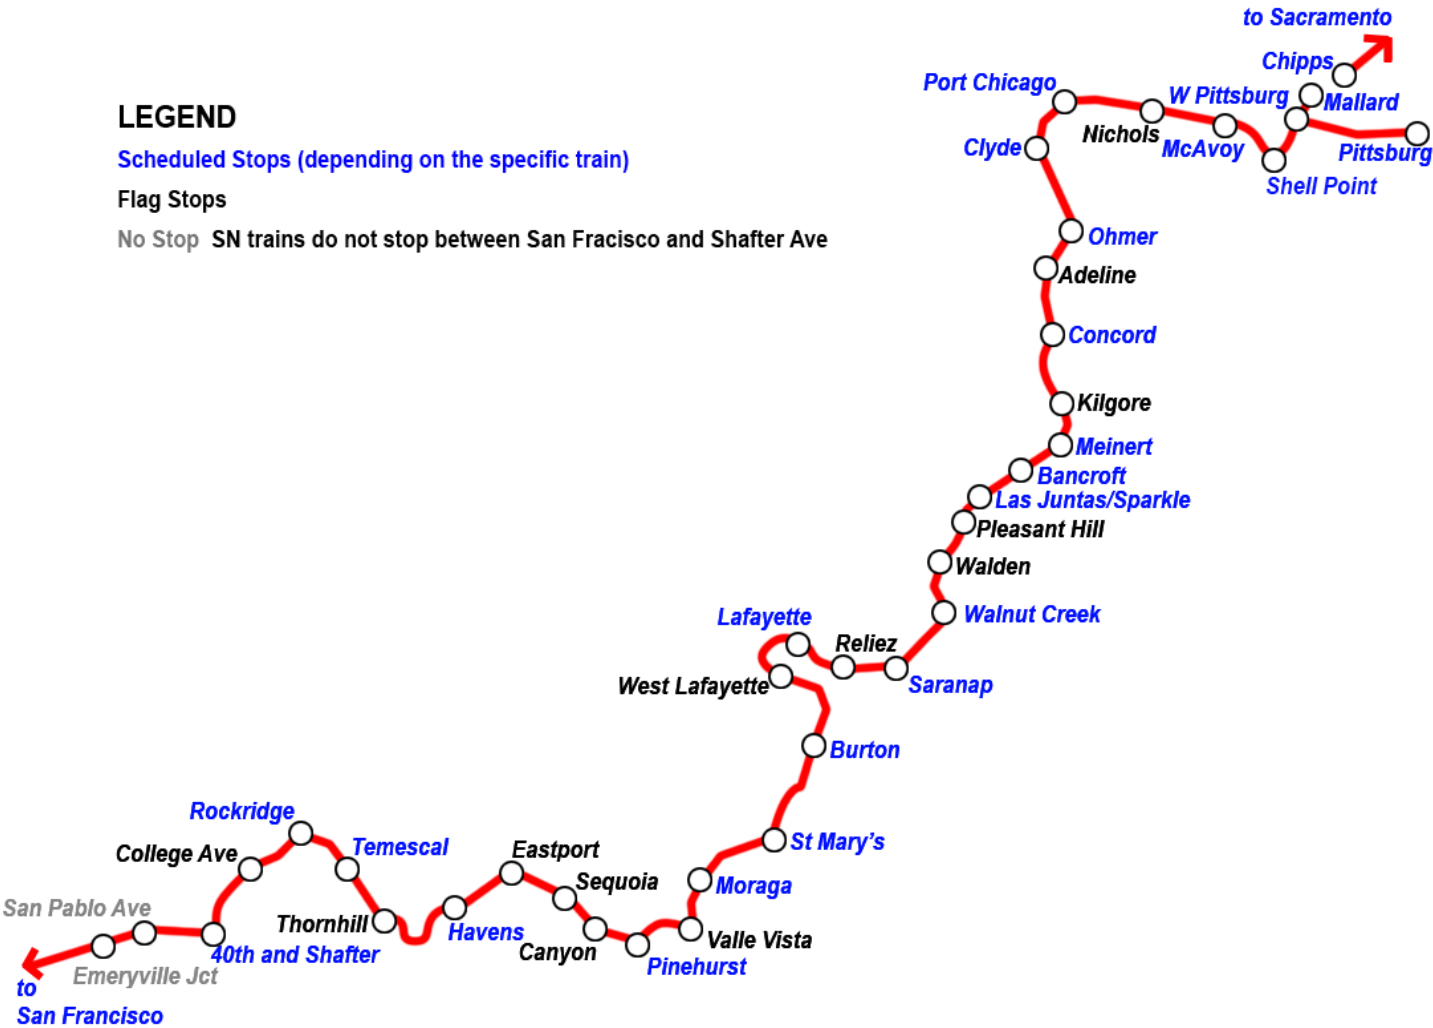 to Sacramento
Chipps
Port Chicago
W Pittsburg
Mallard
LEGEND
Nichols
Clyde
McAvoy
Pittsburg
Scheduled Stops (depending on the specific train)
Shell Point
Flag Stops
No Stop SN trains do not stop between San Fracisco and Shafter Ave
Ohmer
Adeline
Concord
Kilgore
Meinert
Bancroft
Las Juntas/Sparkle
Pleasant Hill
Walden
Walnut Creek
Lafayette
Reliez
West Lafayette
Saranap
Burton
Rockridge
St Mary's
Temescal
College Ave
Eastport
Sequoia
Moraga
San Pablo Ave
Thornhill
Havens
Valle Vista
40th and Shafter
Canyon
Pinehurst
Emeryville Jct
to
San Francisco